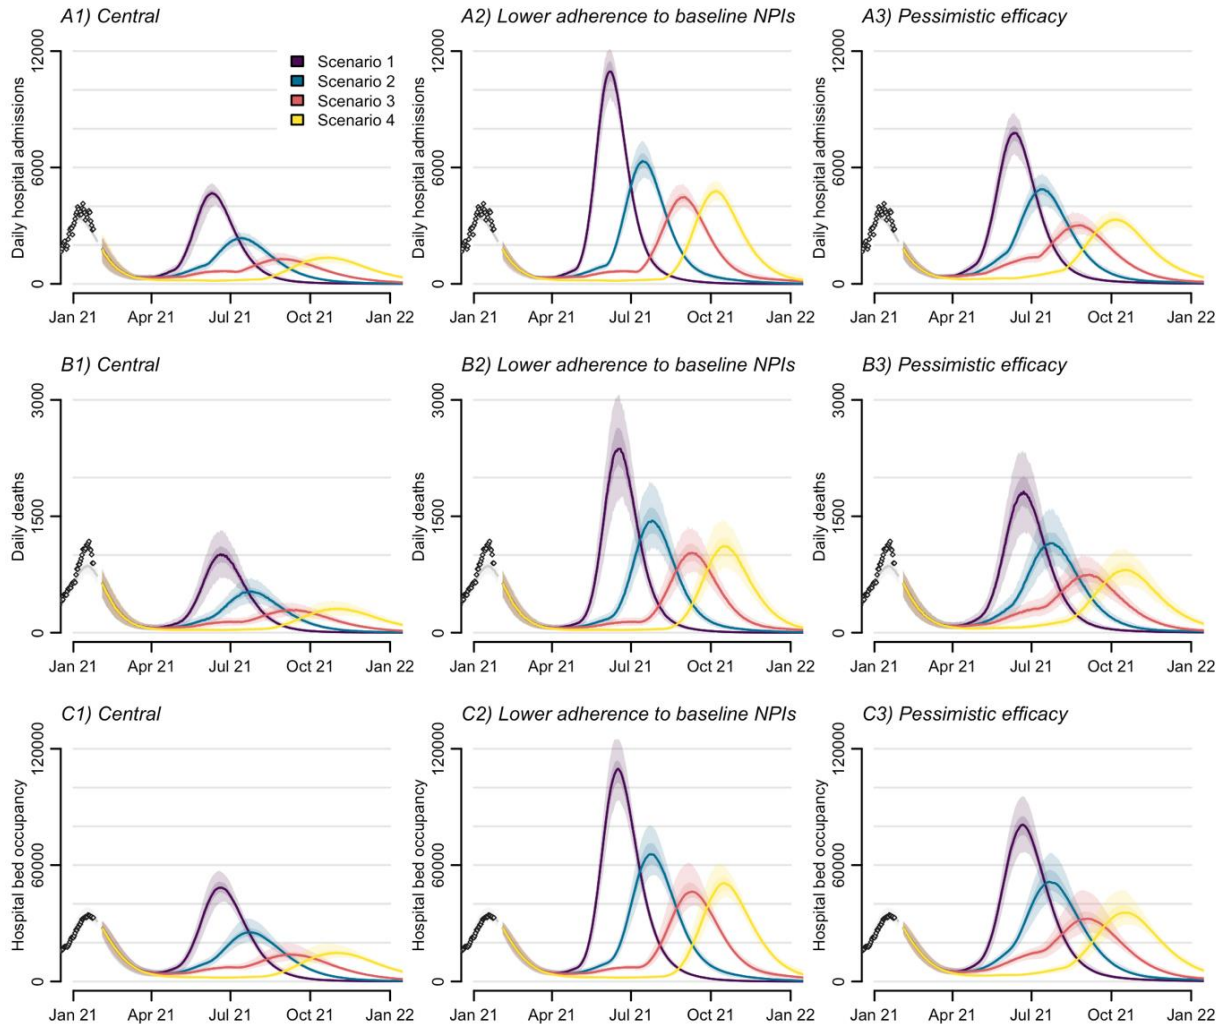 A1) Central
A2) Lower adherence to baseline NPIs
A3) Pessimistic efficacy
Daily hospital admissions
12000
6000
0
Scenario 1
Scenario 2
Scenario 3
Scenario 4
Jan 21 Apr 21 Jul 21 Oct 21 Jan 22
Daily hospital admissions
12000
6000
0
Jan 21 Apr 21 Jul 21 Oct 21 Jan 22
Daily hospital admissions
12000
6000
0
Jan 21 Apr 21 Jul 21 Oct 21 Jan 22
B1) Central
B2) Lower adherence to baseline NPIs
B3) Pessimistic efficacy
Daily deaths
3000
1500
0
Jan 21 Apr 21 Jul 21 Oct 21 Jan 22
Daily deaths
3000
1500
0
Jan 21 Apr 21 Jul 21 Oct 21 Jan 22
Daily deaths
3000
1500
0
Jan 21 Apr 21 Jul 21 Oct 21 Jan 22
C1) Central
C2) Lower adherence to baseline NPIs
C3) Pessimistic efficacy
Hospital bed occupancy
120000
60000
0
Jan 21 Apr 21 Jul 21 Oct 21 Jan 22
Hospital bed occupancy
120000
60000
0
Jan 21 Apr 21 Jul 21 Oct 21 Jan 22
Hospital bed occupancy
120000
60000
0
Jan 21 Apr 21 Jul 21 Oct 21 Jan 22